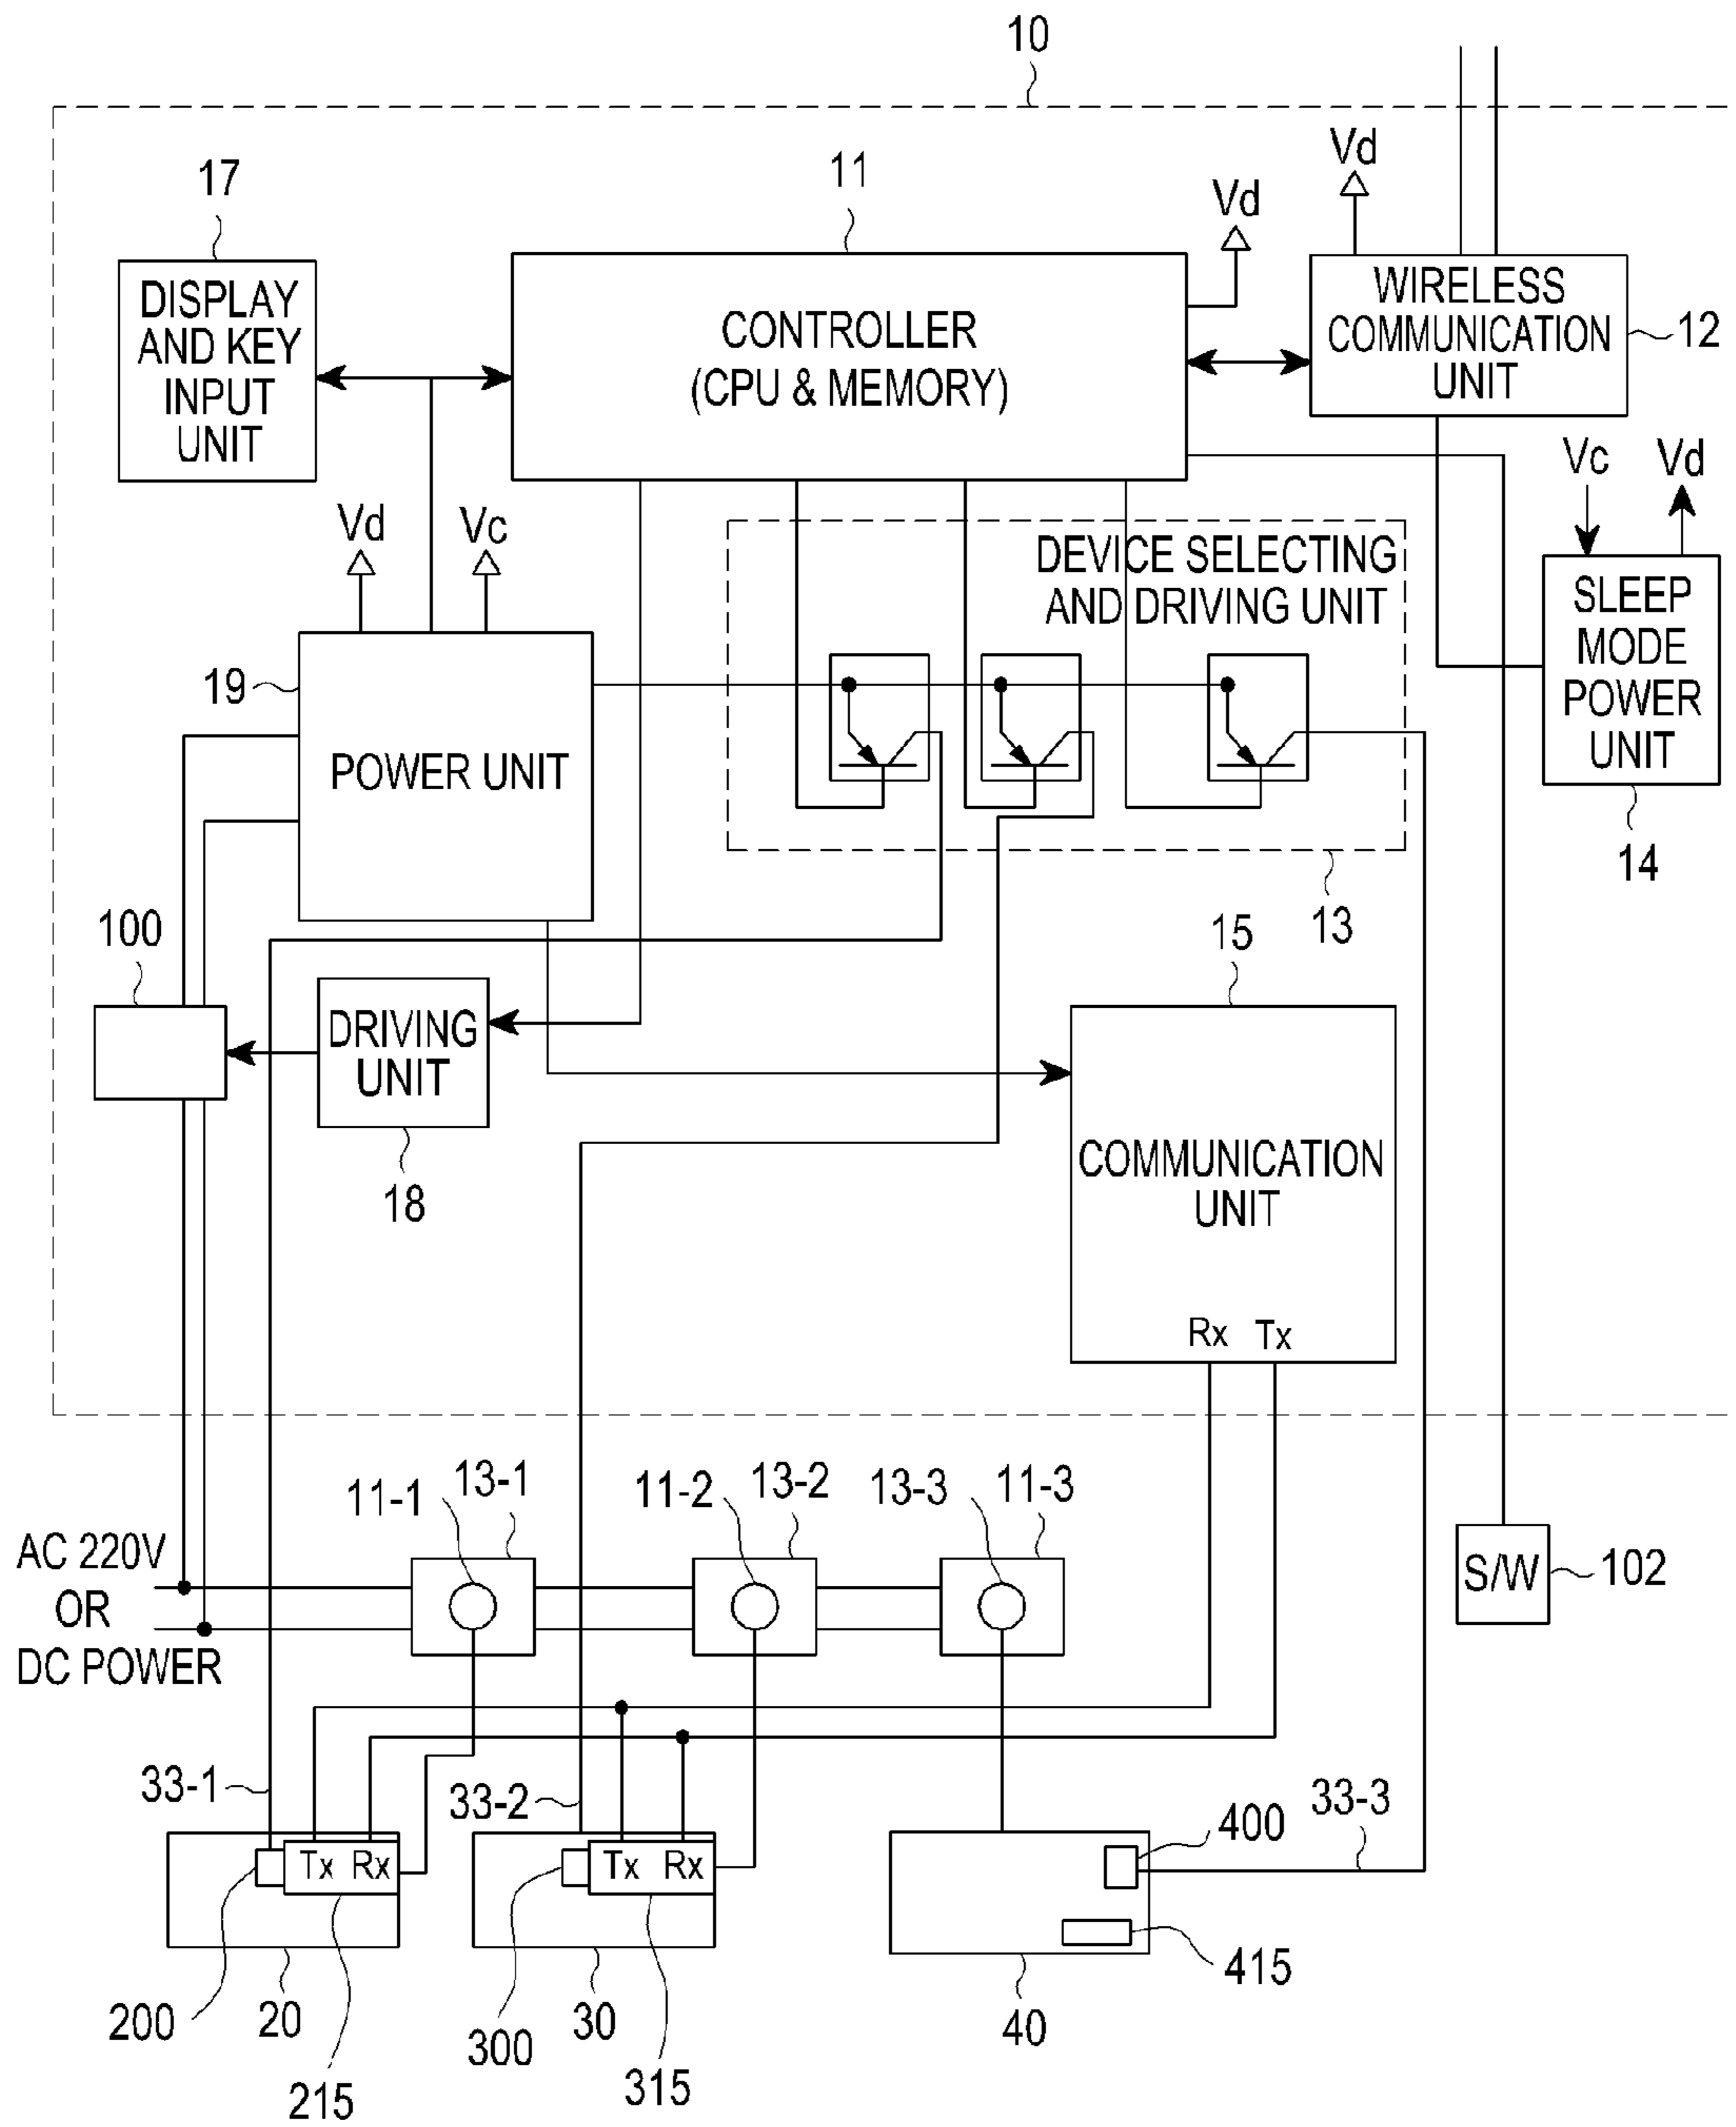 10
17
11
Vd
Vd
DISPLAY
AND KEY
INPUT
UNIT
CONTROLLER
(CPU & MEMORY)
WIRELESS
COMMUNICATION
UNIT
12
Vd
Vc
Vc
Vd
DEVICE SELECTING
AND DRIVING UNIT
SLEEP
MODE
POWER
UNIT
14
19
POWER UNIT
13
100
15
DRIVING
UNIT
18
COMMUNICATION
UNIT
Rx Tx
11-1
13-1
11-2
13-2
13-3
11-3
AC 220V
OR
DC POWER
S/W
102
33-1
33-2
33-3
400
Tx Rx
Tx Rx
415
200
20
215
300
30
315
40